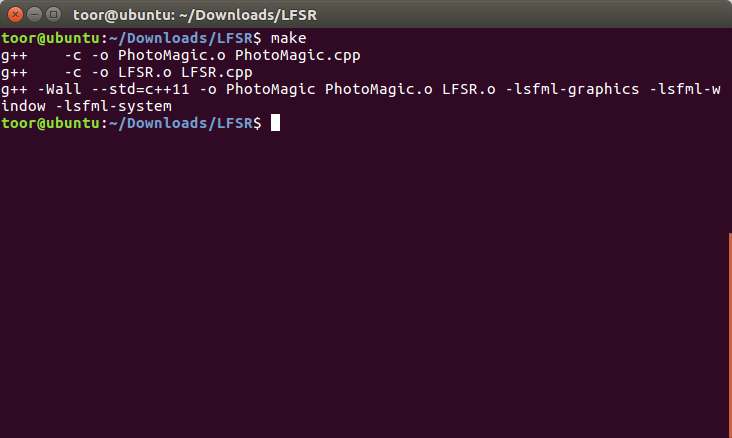 toor@ubuntu: ~/Downloads/LFSR
toor@ubuntu:~/Downloads/LFSR$ make
g++    -c -o PhotoMagic.o PhotoMagic.cpp
g++    -c -o LFSR.o LFSR.cpp
g++ -Wall --std=c++11 -o PhotoMagic PhotoMagic.o LFSR.o -lsfml-graphics -lsfml-w
indow -lsfml-system
toor@ubuntu:~/Downloads/LFSR$